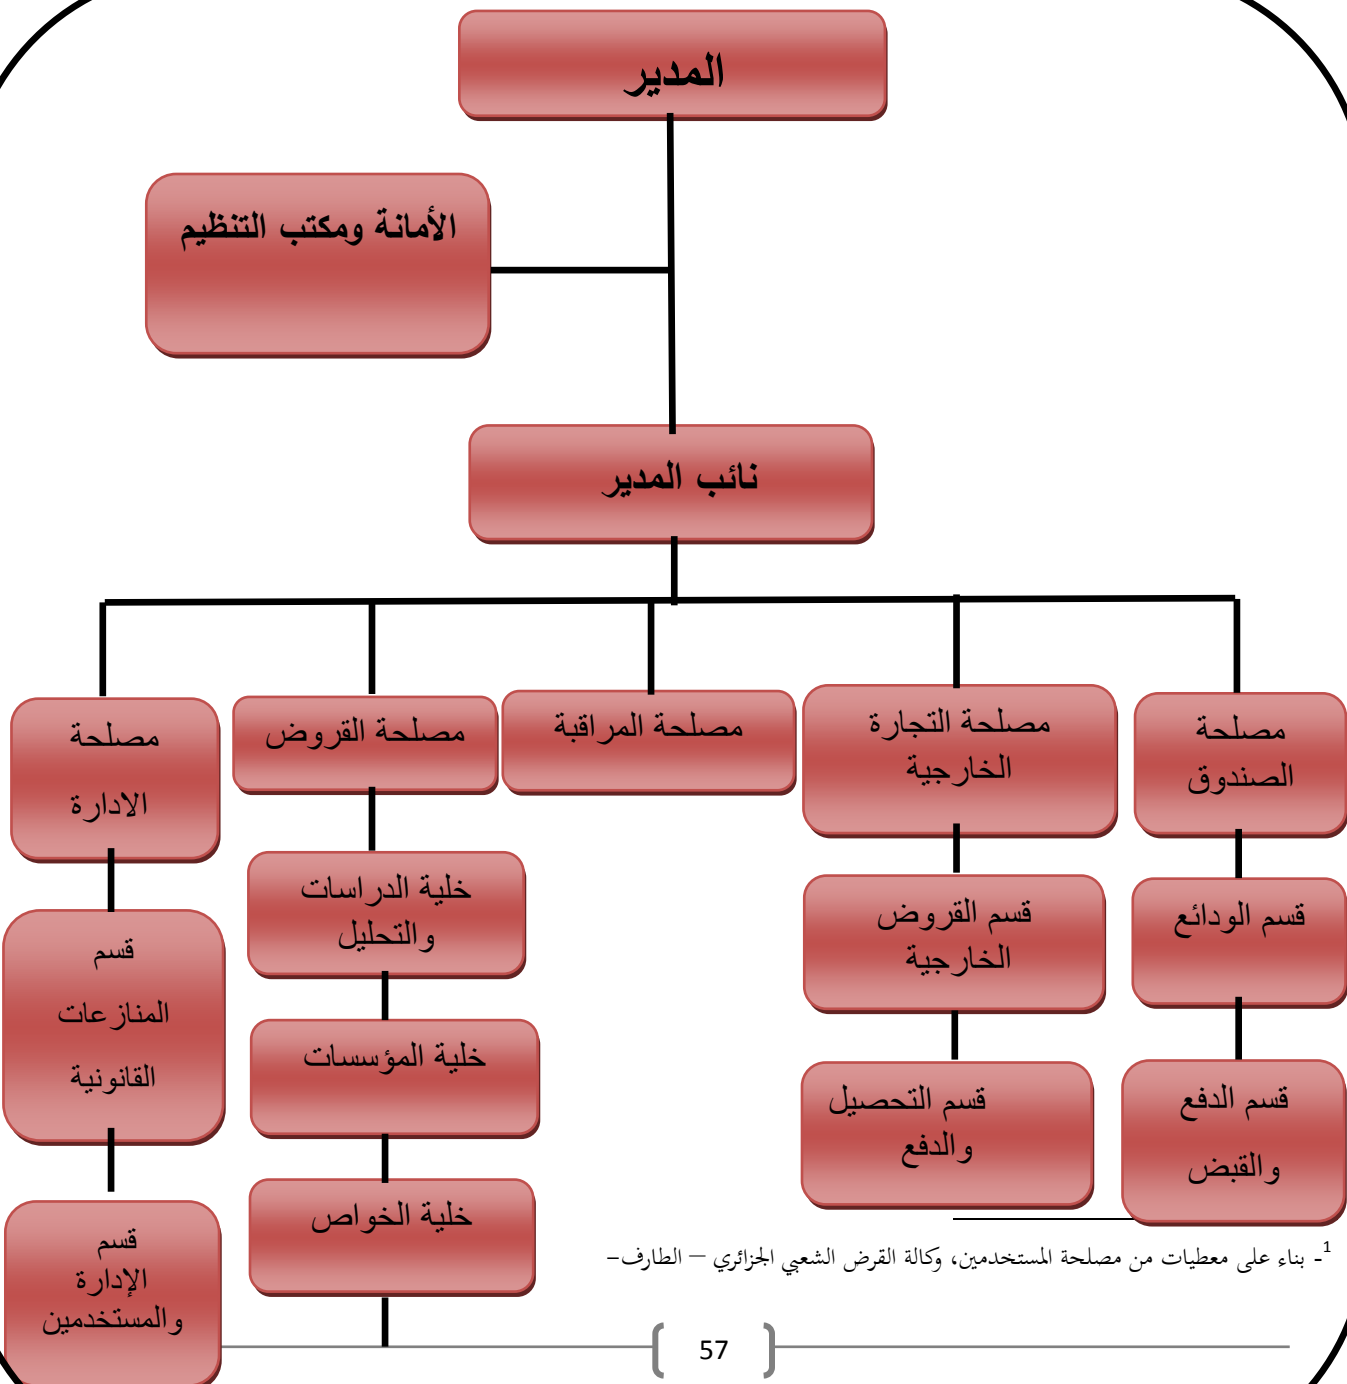 المدير
الأمانة ومكتب التنظيم
نائب المدير
مصلحة
الصندوق
مصلحة التجارة
الخارجية
مصلحة المراقبة
مصلحة القروض
مصلحة
الادارة
قسم الودائع
قسم القروض
الخارجية
خلية الدراسات
والتحليل
قسم
المنازعات
القانونية
قسم الدفع
والقبض
قسم التحصيل
والدفع
خلية المؤسسات
خلية الخواص
قسم
الإدارة
والمستخدمين
1- بناء على معطيات من مصلحة المستخدمين، وكالة القرض الشعبي الجزائري – الطارف–
57